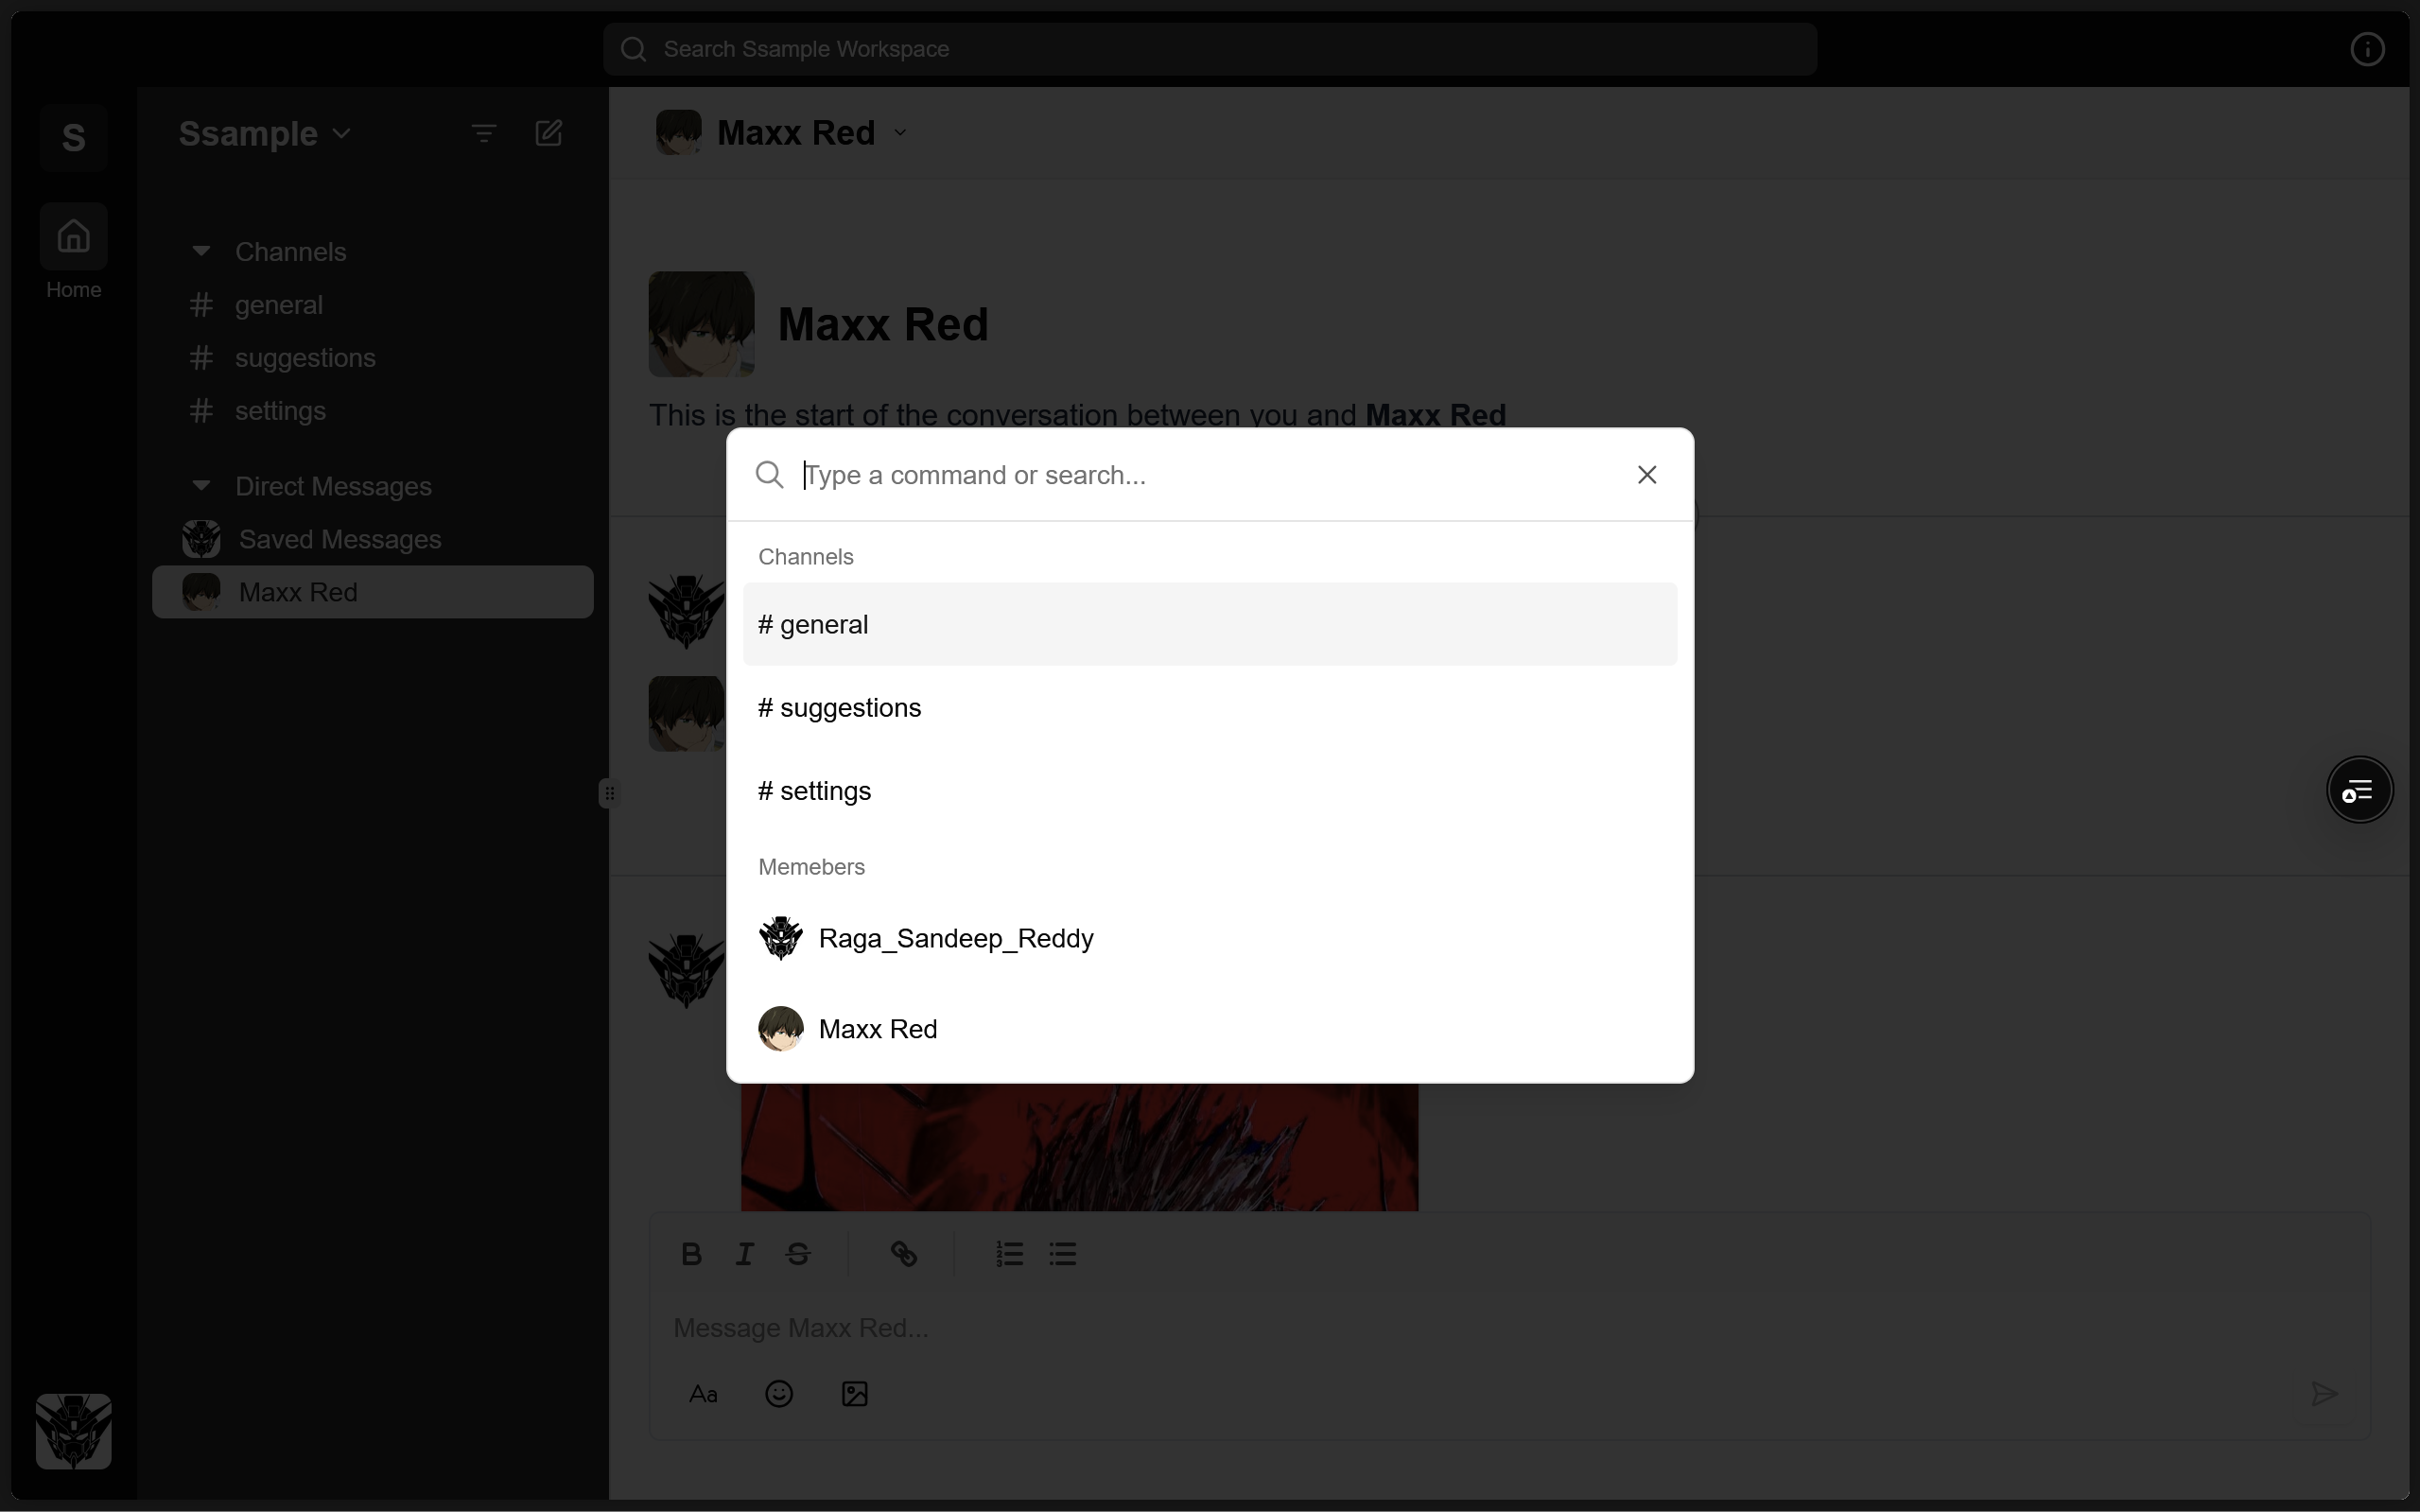 Search Ssample Workspace
S
Home
Ssample
Channels
# general
# suggestions
# settings
Direct Messages
Saved Messages
Maxx Red
Maxx Red
Maxx Red
This is the start of the conversation between you and Maxx Red
Type a command or search...
Channels
# general
# suggestions
# settings
Memebers
Raga_Sandeep_Reddy
Maxx Red
B I S
Message Maxx Red...
Aa